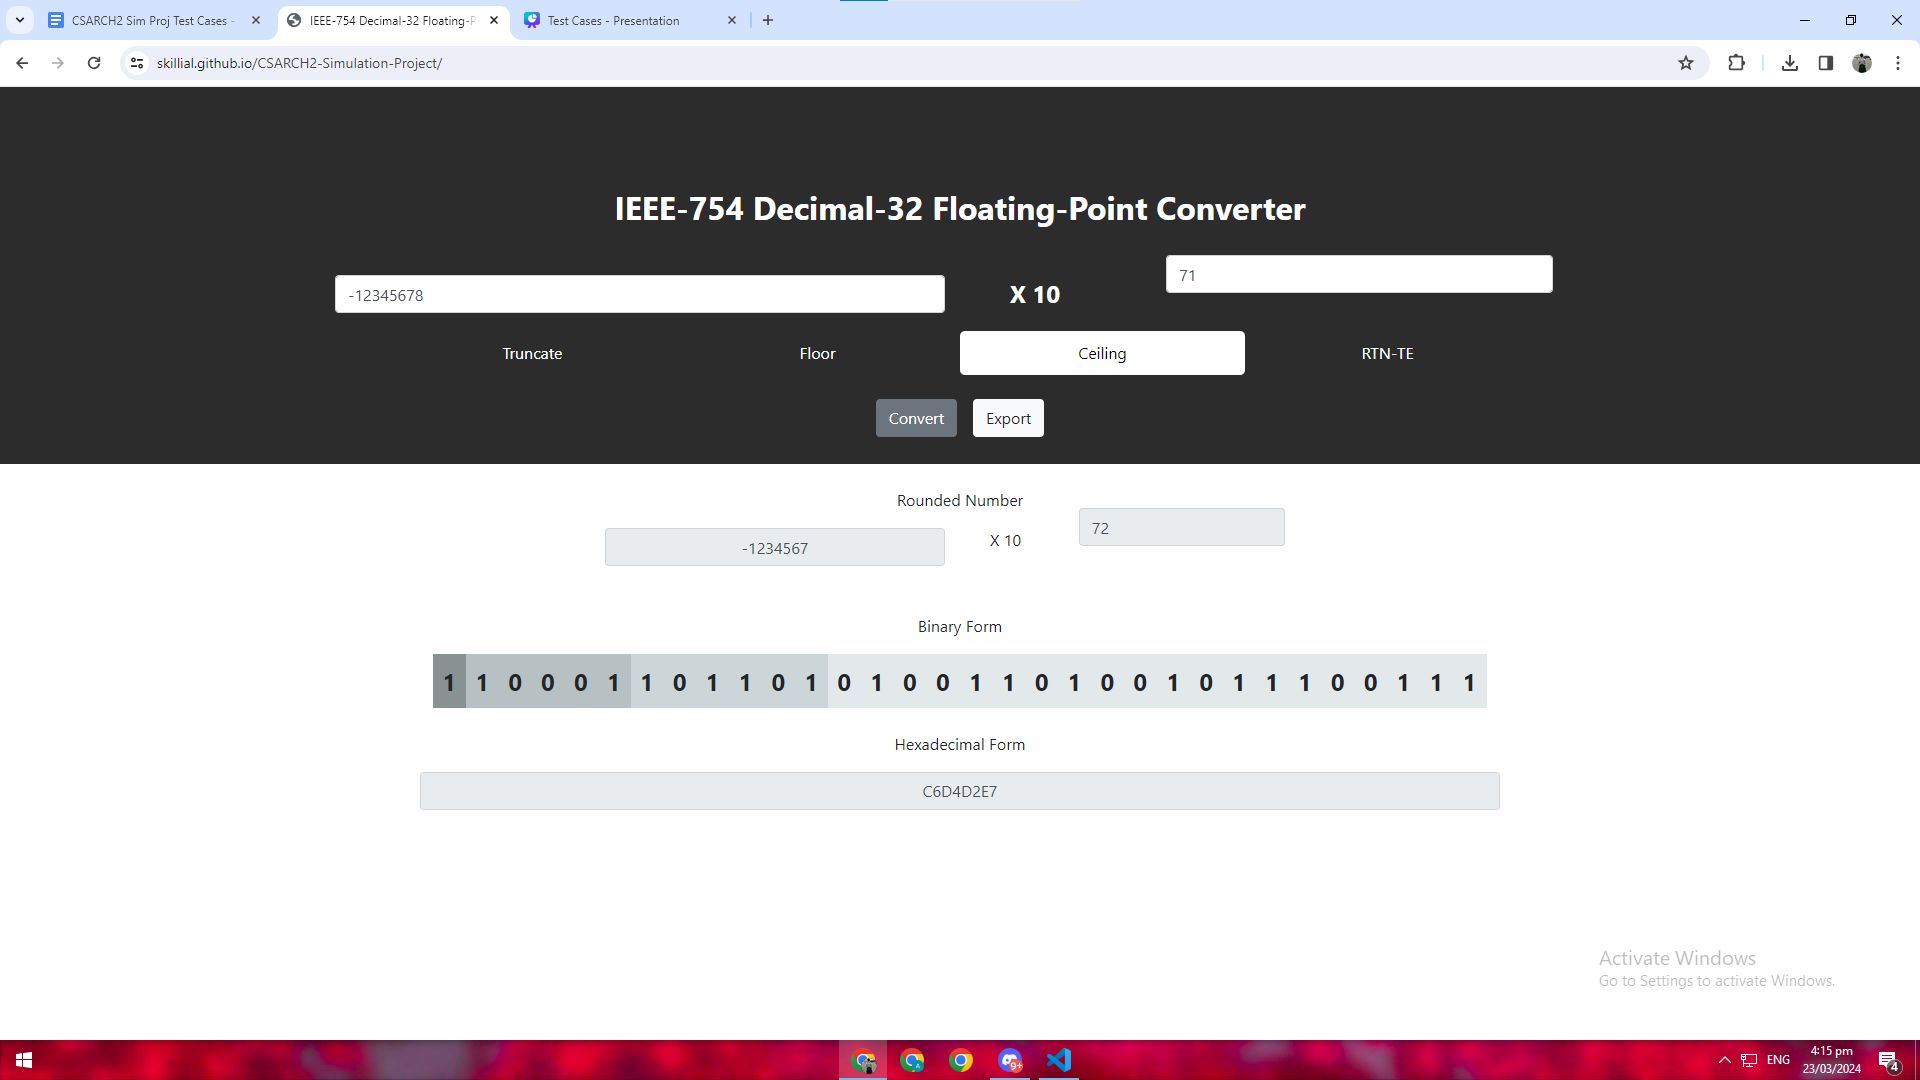 CSARCH2 Sim Proj Test Cases -
IEEE-754 Decimal-32 Floating-P
Test Cases - Presentation
skillial.github.io/CSARCH2-Simulation-Project/
IEEE-754 Decimal-32 Floating-Point Converter
-12345678
X 10
71
Truncate
Floor
Ceiling
RTN-TE
Convert
Export
Rounded Number
-1234567
X 10
72
Binary Form
1 1 0 0 0 1 1 0 1 1 0 1 0 1 0 0 1 1 0 1 0 0 1 0 1 1 1 0 0 1 1 1
Hexadecimal Form
C6D4D2E7
Activate Windows
Go to Settings to activate Windows.
9+
ENG
4:15 pm
23/03/2024
4